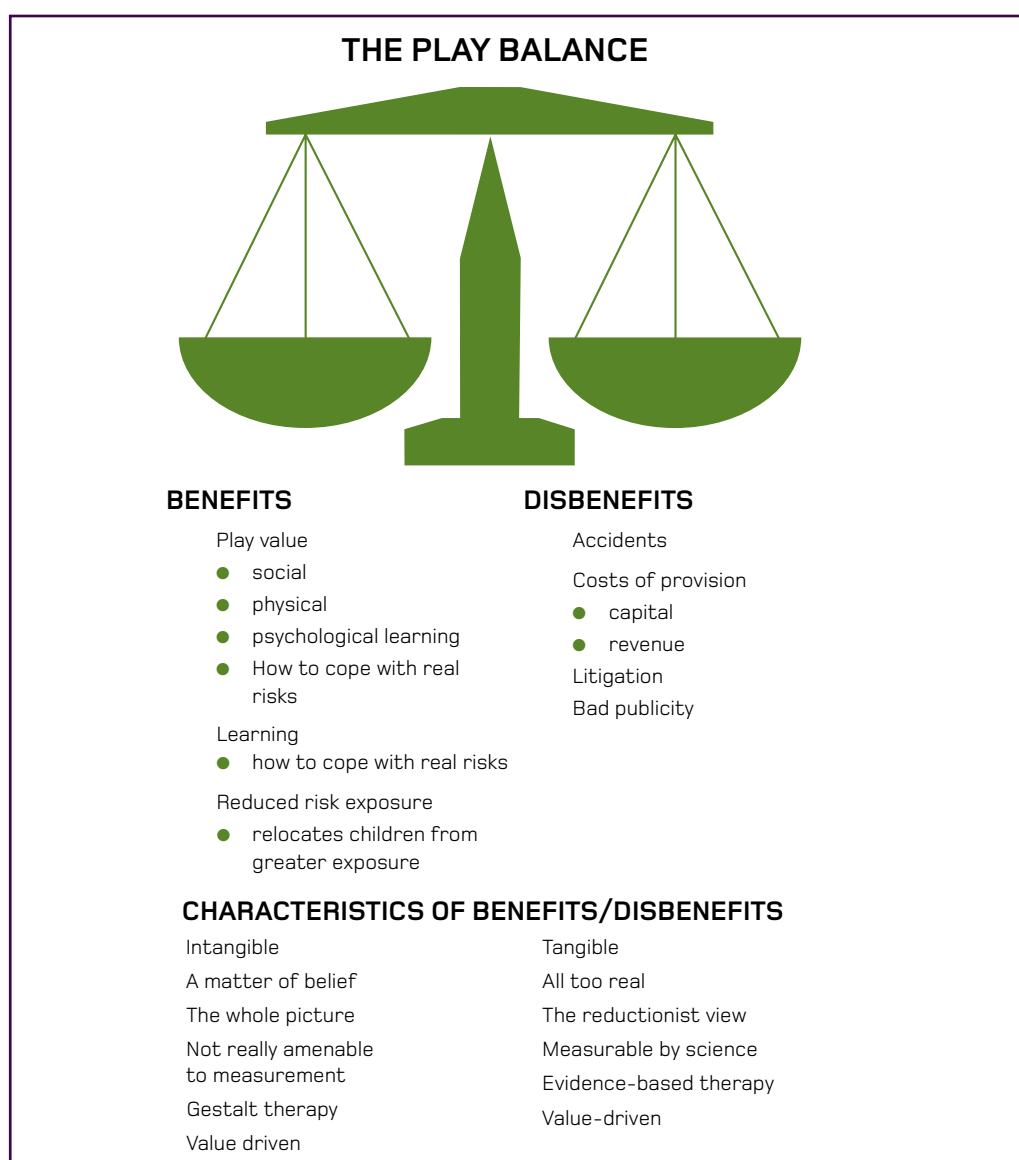 THE PLAY BALANCE
BENEFITS
Play value
social
physical
psychological learning
How to cope with real
risks
Learning
how to cope with real risks
Reduced risk exposure
relocates children from
greater exposure
DISBENEFITS
Accidents
Costs of provision
capital
revenue
Litigation
Bad publicity
CHARACTERISTICS OF BENEFITS/DISBENEFITS
Intangible
A matter of belief
The whole picture
Not really amenable
to measurement
Gestalt therapy
Value driven
Tangible
All too real
The reductionist view
Measurable by science
Evidence-based therapy
Value-driven